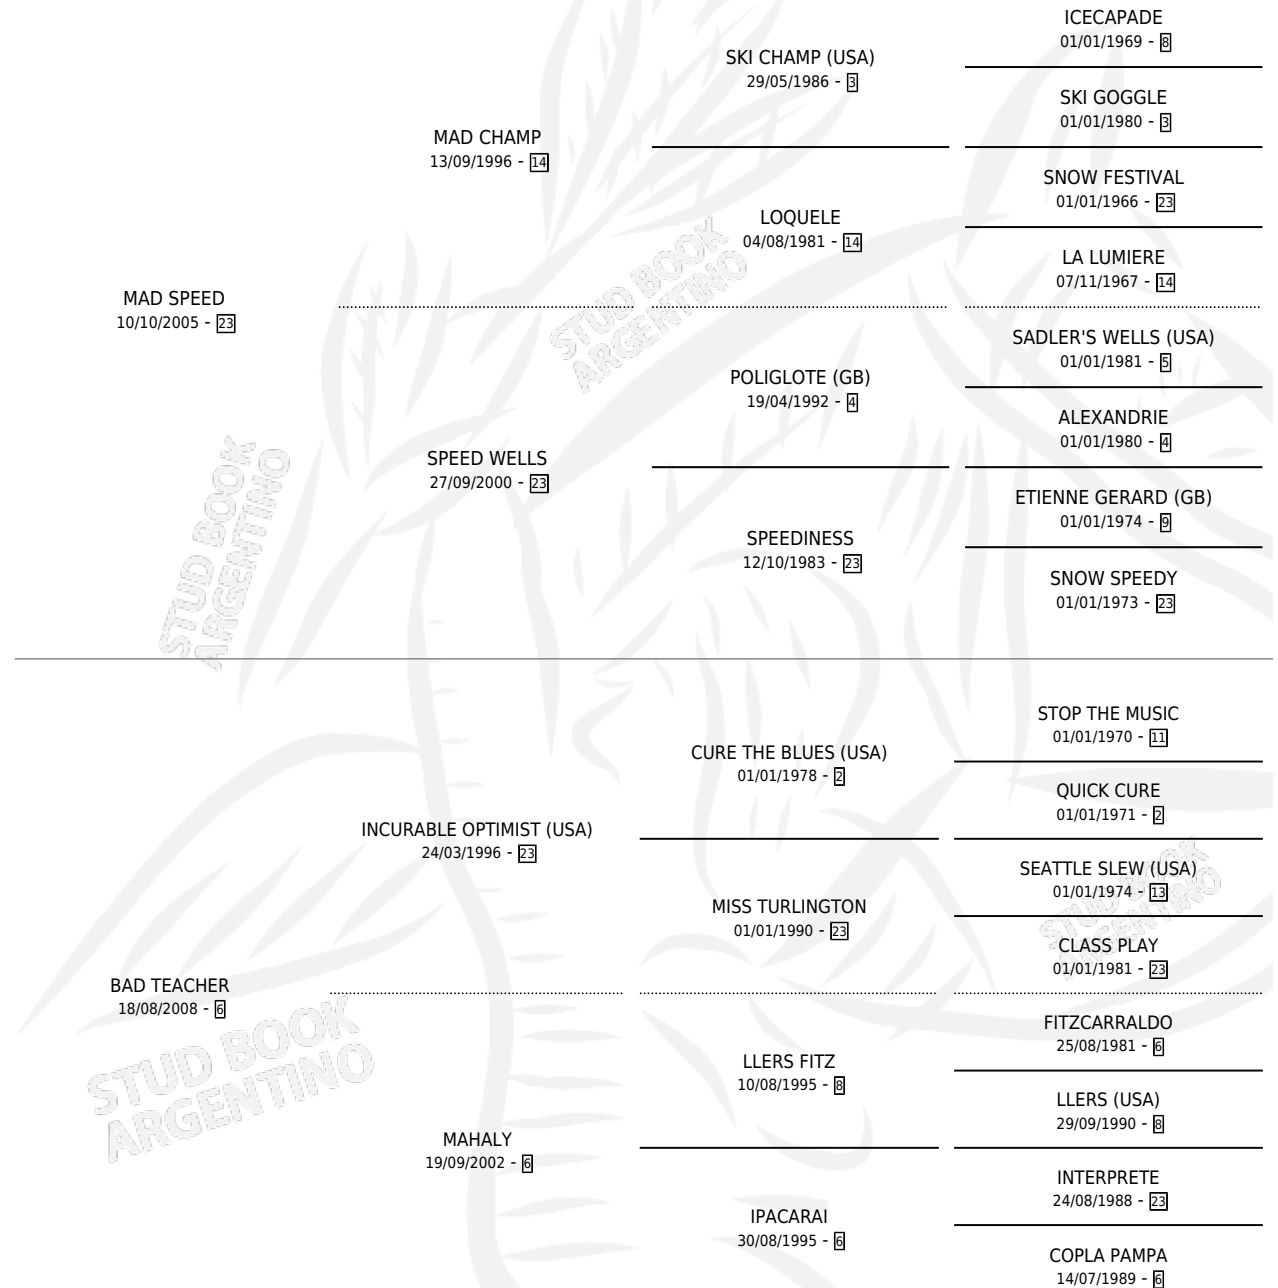 ICECAPADE
01/01/1969 - 8
SKI CHAMP (USA)
29/05/1986 - 3
SKI GOGGLE
01/01/1980 - 3
MAD CHAMP
13/09/1996 - 14
SNOW FESTIVAL
01/01/1966 - 23
LOQUELE
04/08/1981 - 14
LA LUMIERE
07/11/1967 - 14
MAD SPEED
10/10/2005 - 23
SADLER'S WELLS (USA)
01/01/1981 - 5
POLIGLOTE (GB)
19/04/1992 - 4
ALEXANDRIE
01/01/1980 - 4
SPEED WELLS
27/09/2000 - 23
ETIENNE GERARD (GB)
01/01/1974 - 9
SPEEDINESS
12/10/1983 - 23
SNOW SPEEDY
01/01/1973 - 23
STUD BOOK
ARGENTINO
STUD BOOK
ARGENTINO
STOP THE MUSIC
01/01/1970 - 11
CURE THE BLUES (USA)
01/01/1978 - 2
QUICK CURE
01/01/1971 - 2
INCURABLE OPTIMIST (USA)
24/03/1996 - 23
SEATTLE SLEW (USA)
01/01/1974 - 13
MISS TURLINGTON
01/01/1990 - 23
CLASS PLAY
01/01/1981 - 23
BAD TEACHER
18/08/2008 - 6
FITZCARRALDO
25/08/1981 - 6
LLERS FITZ
10/08/1995 - 8
LLERS (USA)
29/09/1990 - 8
MAHALY
19/09/2002 - 6
INTERPRETE
24/08/1988 - 23
IPACARAI
30/08/1995 - 6
COPLA PAMPA
14/07/1989 - 6
STUD BOOK
ARGENTINO
STUD BOOK
ARGENTINO